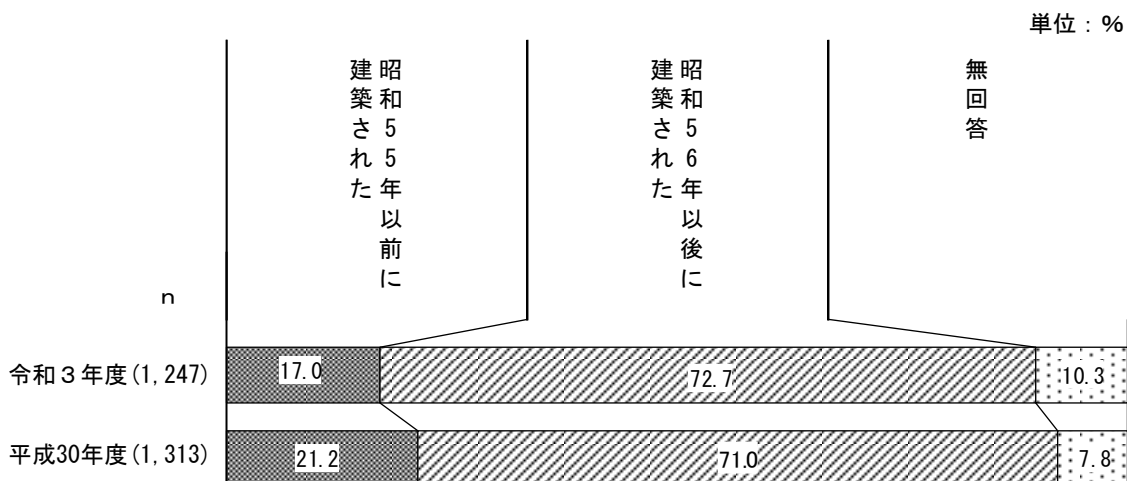 単位：%
昭和55年以前に
建築された
昭和56年以後に
建築された
無回答
n
令和３年度(1,247)
17.0
72.7
10.3
平成30年度(1,313)
21.2
71.0
7.8